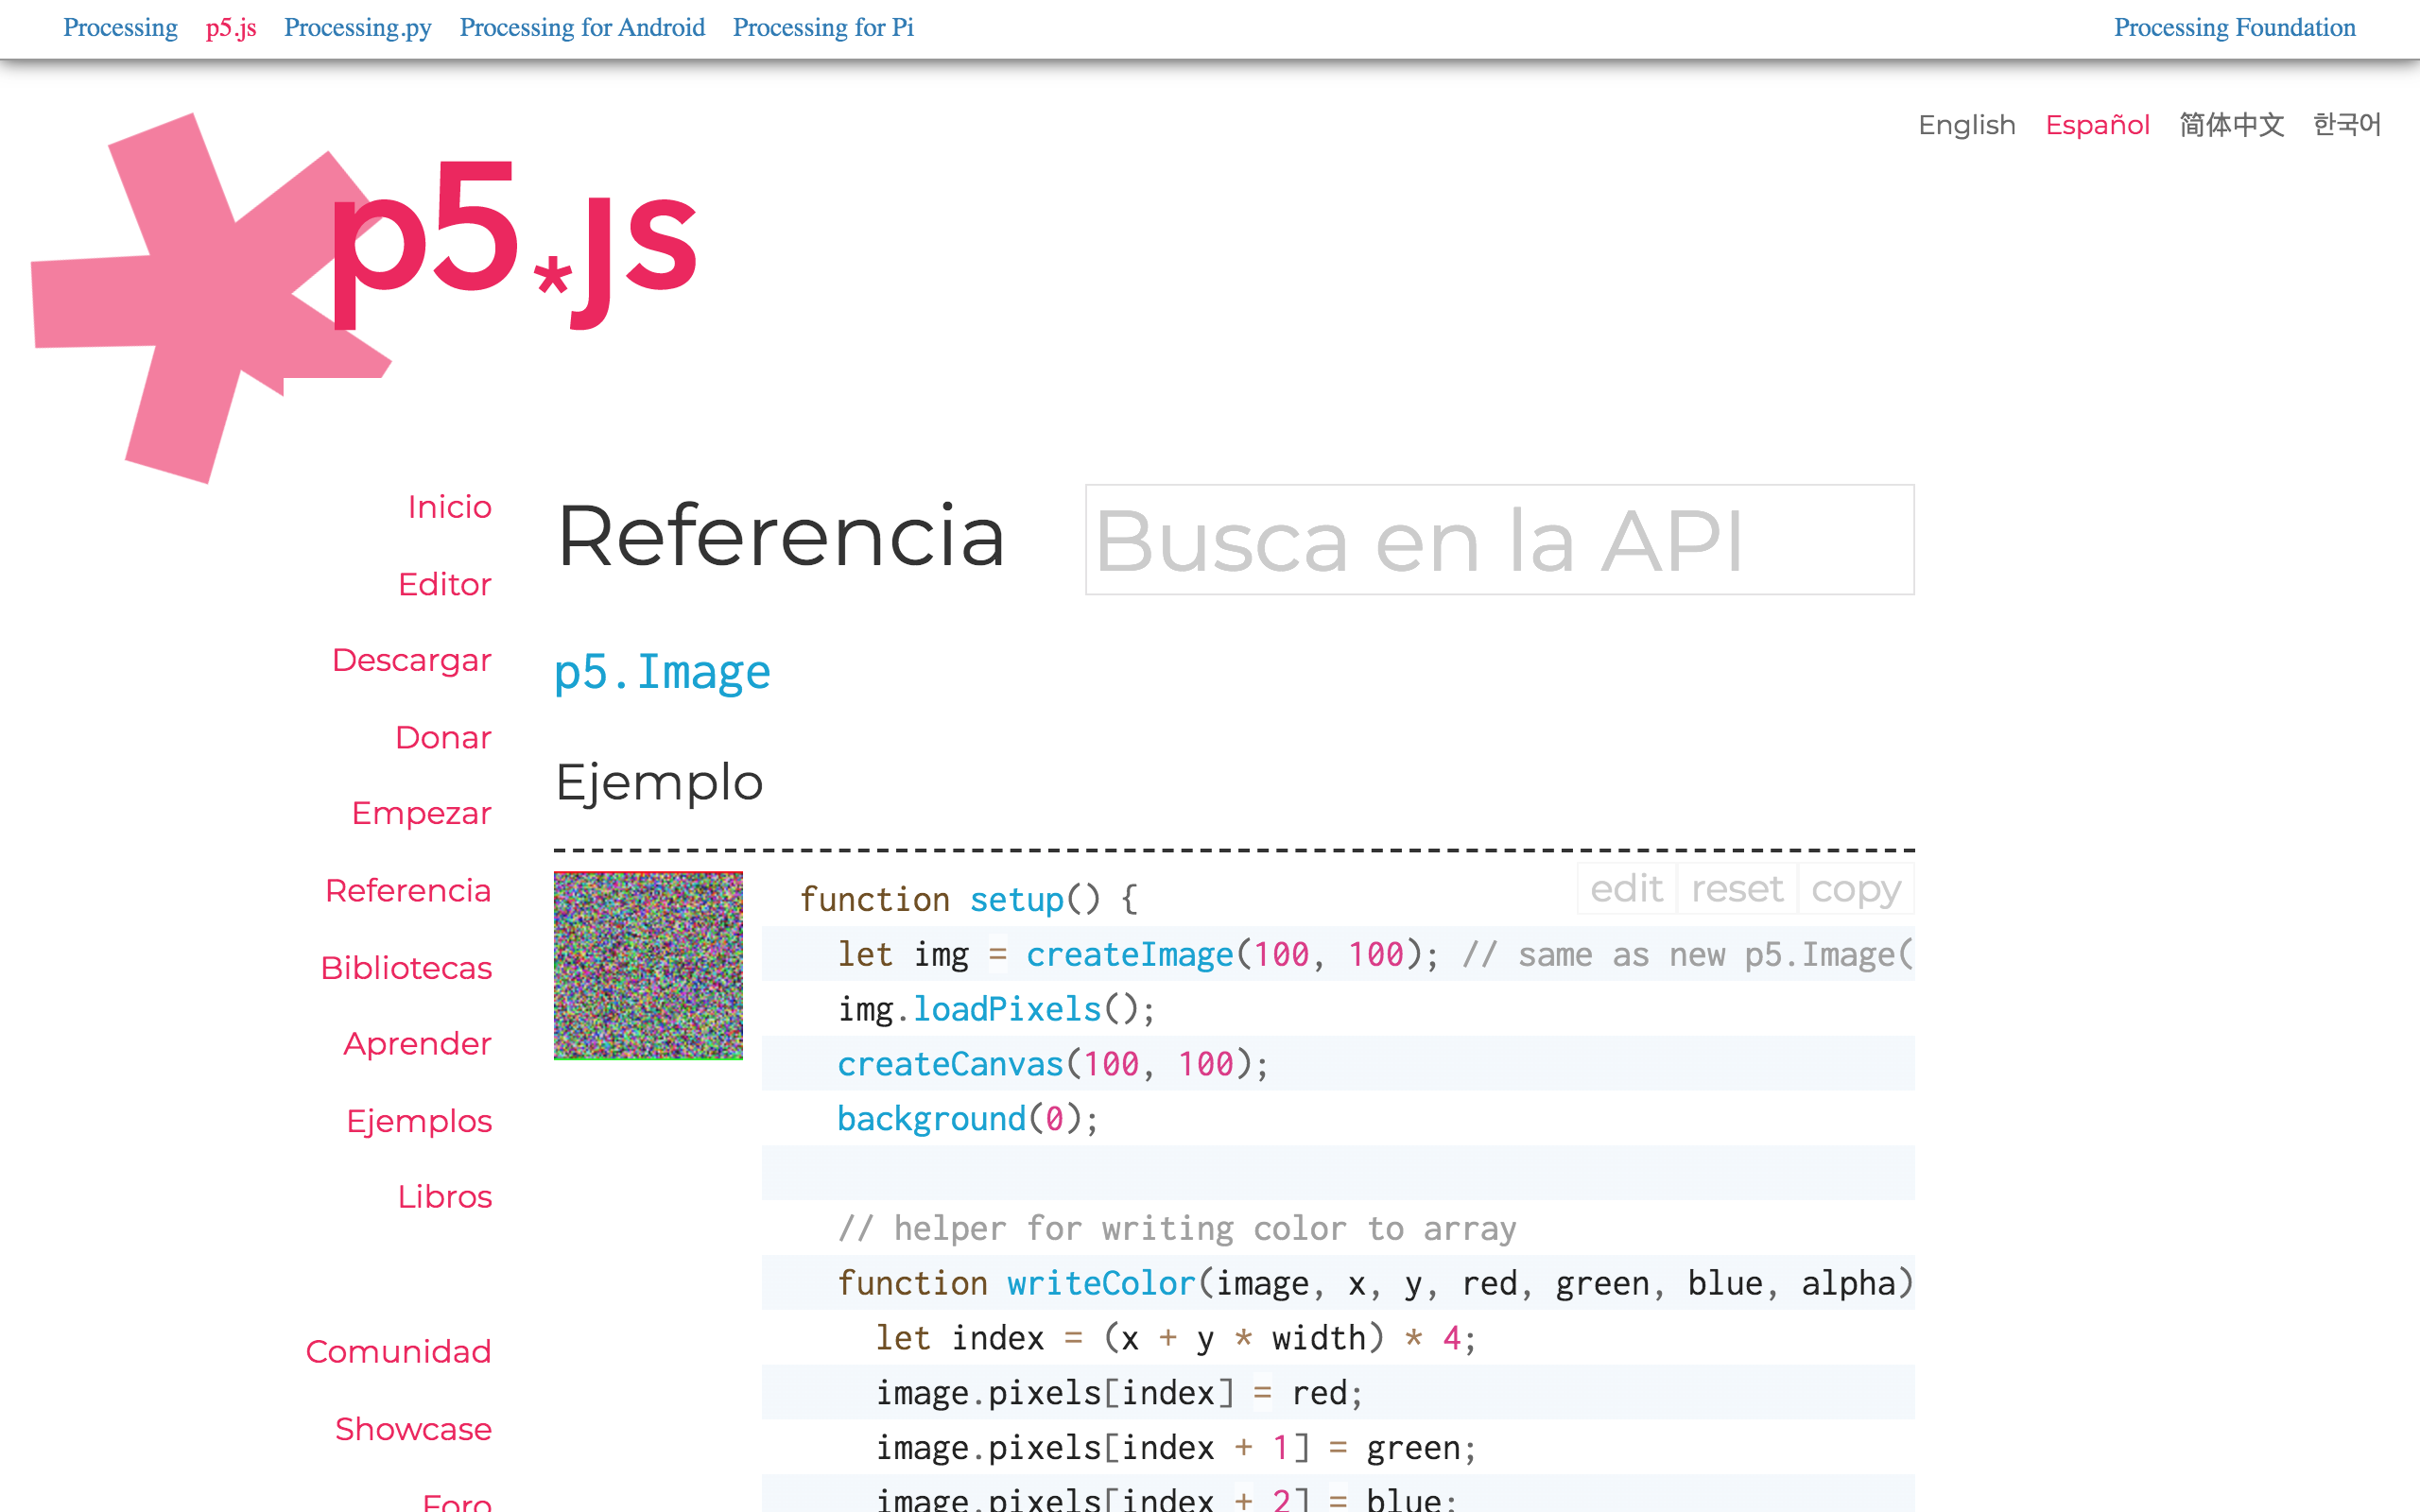 Processing p5.js Processing.py Processing for Android Processing for Pi Processing Foundation
English Español 简体中文 한국어
p5*js
Inicio
Editor
Descargar
Donar
Empezar
Referencia
Bibliotecas
Aprender
Ejemplos
Libros
Comunidad
Showcase
Foro
Referencia
Busca en la API
p5.Image
Ejemplo
edit reset copy
function setup() {
let img = createImage(100, 100); // same as new p5.Image(
img.loadPixels();
createCanvas(100, 100);
background(0);
// helper for writing color to array
function writeColor(image, x, y, red, green, blue, alpha)
let index = (x + y * width) * 4;
image.pixels[index] = red;
image.pixels[index + 1] = green;
image.pixels[index + 2] = blue;